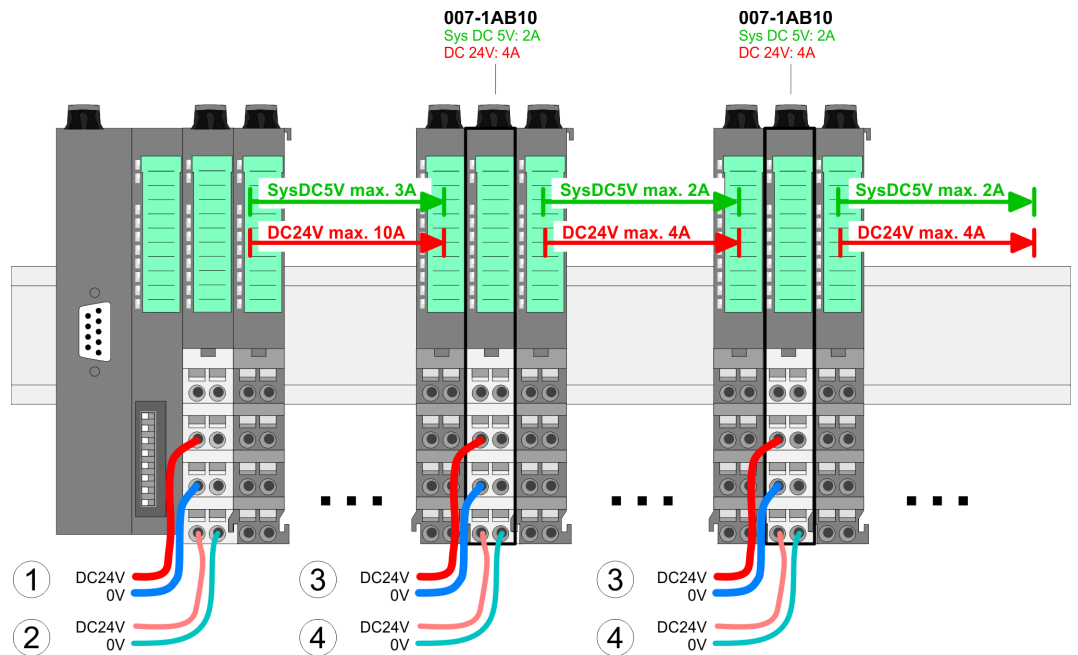 007-1AB10
Sys DC 5V: 2A
DC 24V: 4A
007-1AB10
Sys DC 5V: 2A
DC 24V: 4A
SysDC5V max. 3A
SysDC5V max. 2A
SysDC5V max. 2A
DC24V max. 10A
DC24V max. 4A
DC24V max. 4A
1
DC24V
0V
3
DC24V
0V
3
DC24V
0V
2
DC24V
0V
4
DC24V
0V
4
DC24V
0V